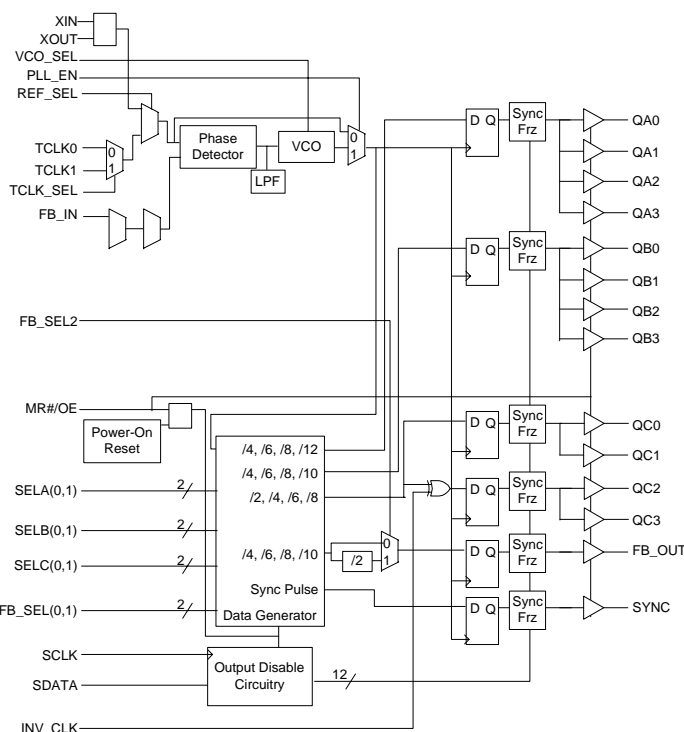 XIN
XOUT
VCO_SEL
PLL_EN
REF_SEL
TCLK0
TCLK1
TCLK_SEL
FB_IN
0
1
Phase
Detector
LPF
VCO
0
1
D Q
Sync
Frz
QA0
QA1
QA2
QA3
D Q
Sync
Frz
QB0
QB1
QB2
QB3
FB_SEL2
MR#/OE
Power-On
Reset
SELA(0,1)
2
SELB(0,1)
2
SELC(0,1)
2
FB_SEL(0,1)
2
/4, /6, /8, /12
/4, /6, /8, /10
/2, /4, /6, /8
/4, /6, /8, /10
/2
0
1
Sync Pulse
Data Generator
D Q
Sync
Frz
QC0
QC1
D Q
Sync
Frz
QC2
QC3
D Q
Sync
Frz
FB_OUT
D Q
Sync
Frz
SYNC
SCLK
SDATA
Output Disable
Circuitry
12
INV_CLK